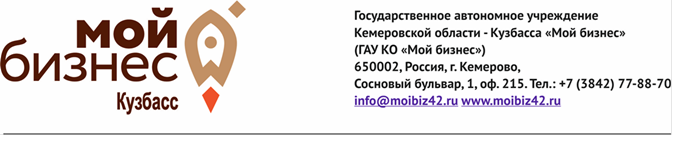 мой
бизнес
Кузбасс
Государственное автономное учреждение
Кемеровской области - Кузбасса «Мой бизнес»
(ГАУ КО «Мой бизнес»)
650002, Россия, г. Кемерово,
Сосновый бульвар, 1, оф. 215. Тел.: +7 (3842) 77-88-70
info@moibiz42.ru www.moibiz42.ru